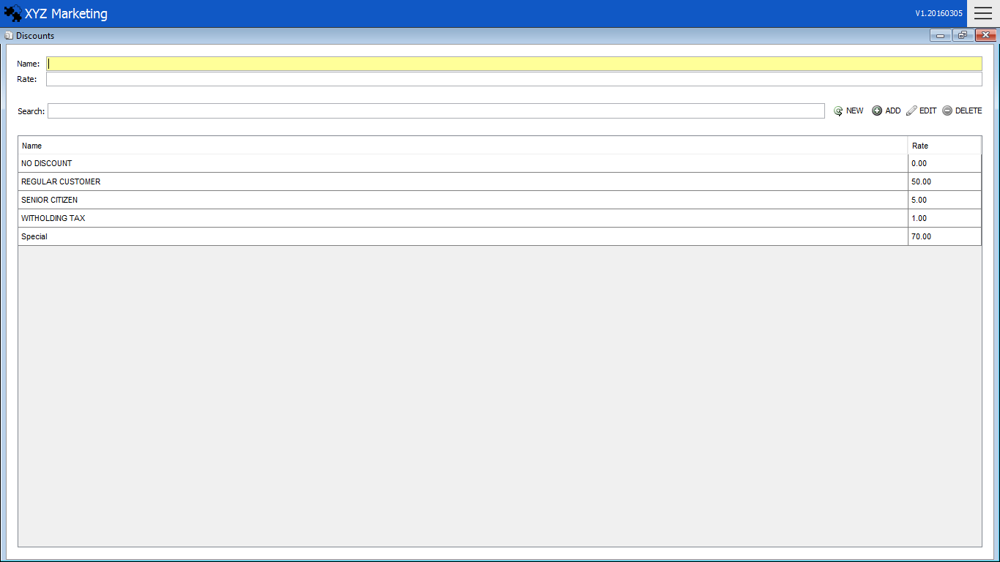 XYZ Marketing
V1.20160305
Discounts
Name:
Rate:
Search:
NEW ADD EDIT DELETE
Name Rate
NO DISCOUNT 0.00
REGULAR CUSTOMER 50.00
SENIOR CITIZEN 5.00
WITHOLDING TAX 1.00
Special 70.00